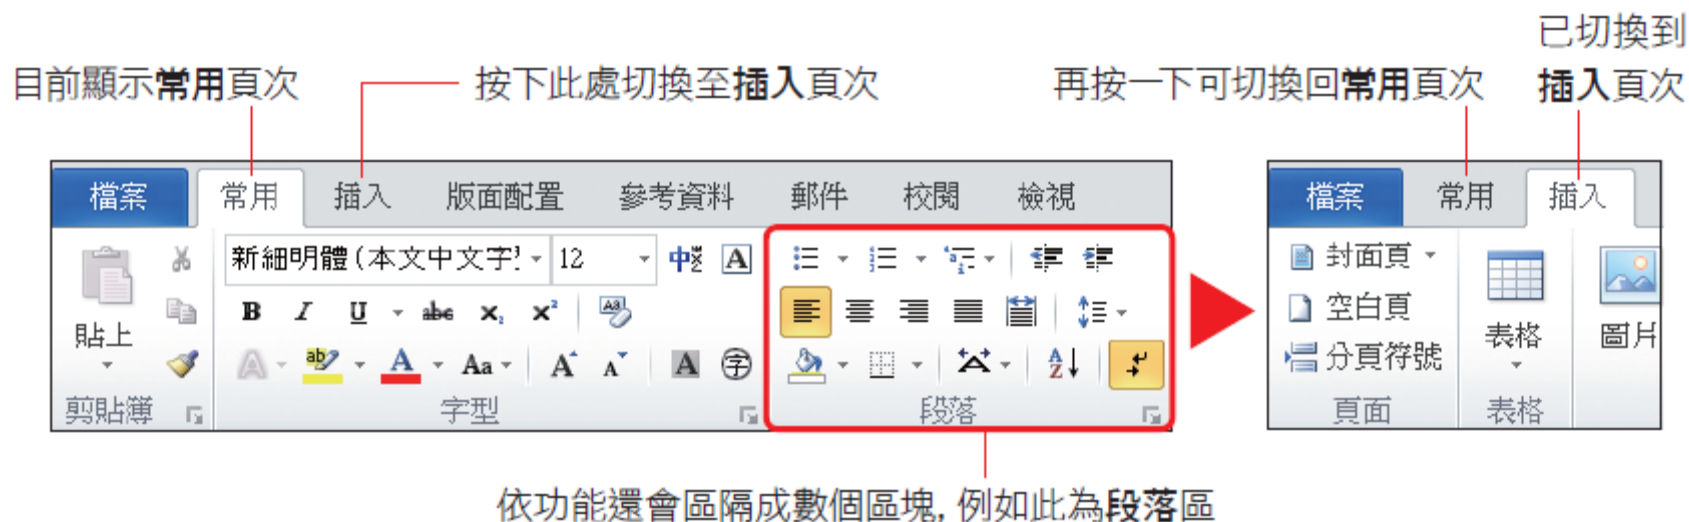 已切換到
目前顯示常用頁次
按下此處切換至插入頁次
再按一下可切換回常用頁次
插入頁次
檔案 常用 插入 版面配置 參考資料 郵件 校閱 檢視
新細明體 (本文中文字 12 中 A
B I U abc x₂ x²
貼上
ab A Aa A A A 字
剪貼簿 字型 段落
檔案 常用 插入
封面頁
空白頁
分頁符號
表格
圖片
頁面 表格
依功能還會區隔成數個區塊, 例如此為段落區